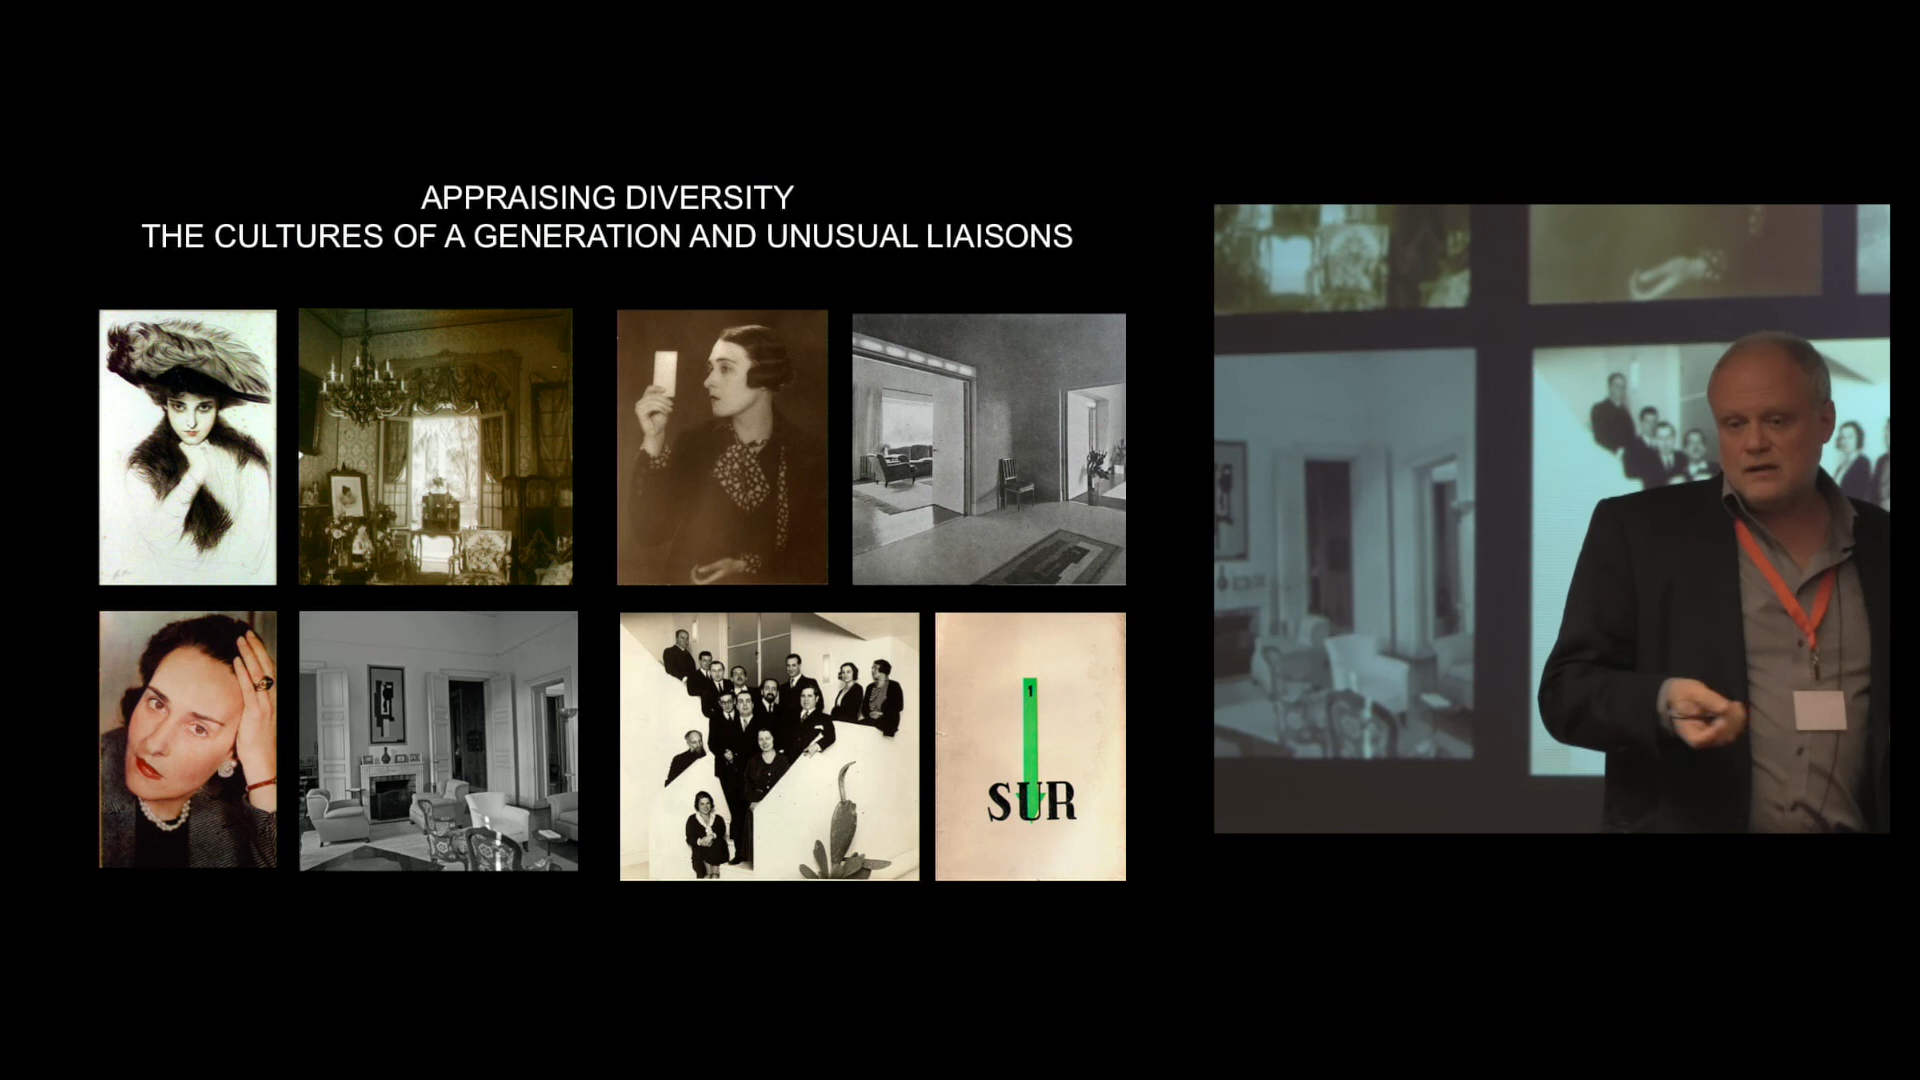 APPRAISING DIVERSITY
THE CULTURES OF A GENERATION AND UNUSUAL LIAISONS
1
SUR